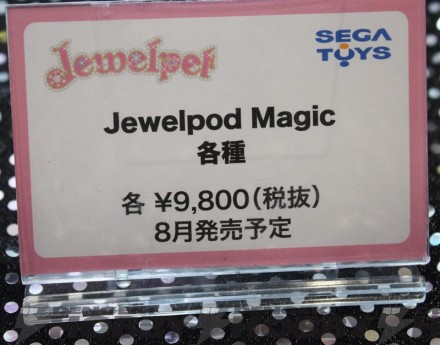 Jewelpet
SEGA
TOYS
Jewelpod Magic
各種
各 ¥9,800(税抜)
8月発売予定